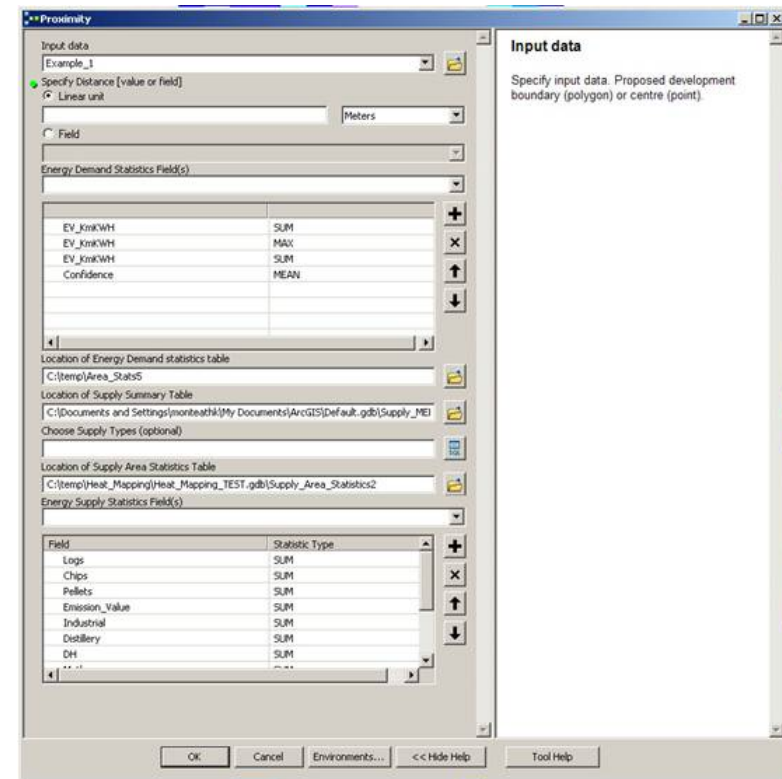 Proximity
Input data
Example_1
Specify Distance [value or field]
Linear unit
Meters
Field
Energy Demand Statistics Field(s)
EV_KmKWH SUM
EV_KmKWH MAX
EV_KmKWH SUM
Confidence MEAN
Location of Energy Demand statistics table
C:\temp\Area_Stats5
Location of Supply Summary Table
C:\Documents and Settings\monteathk\My Documents\ArcGIS\Default.gdb\Supply_MEI
Choose Supply Types (optional)
SQL
Location of Supply Area Statistics Table
C:\temp\Heat_Mapping\Heat_Mapping_TEST.gdb\Supply_Area_Statistics2
Energy Supply Statistics Field(s)
Field Statistic Type
Logs SUM
Chips SUM
Pellets SUM
Emission_Value SUM
Industrial SUM
Distillery SUM
DH SUM
OK Cancel Environments... << Hide Help Tool Help
Input data
Specify input data. Proposed development
boundary (polygon) or centre (point).